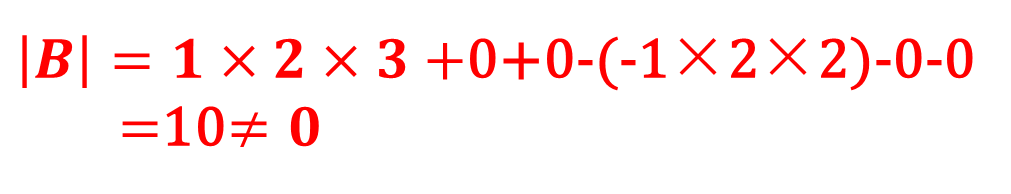 |B| = 1 × 2 × 3 +0+0-(-1×2×2)-0-0
=10≠ 0